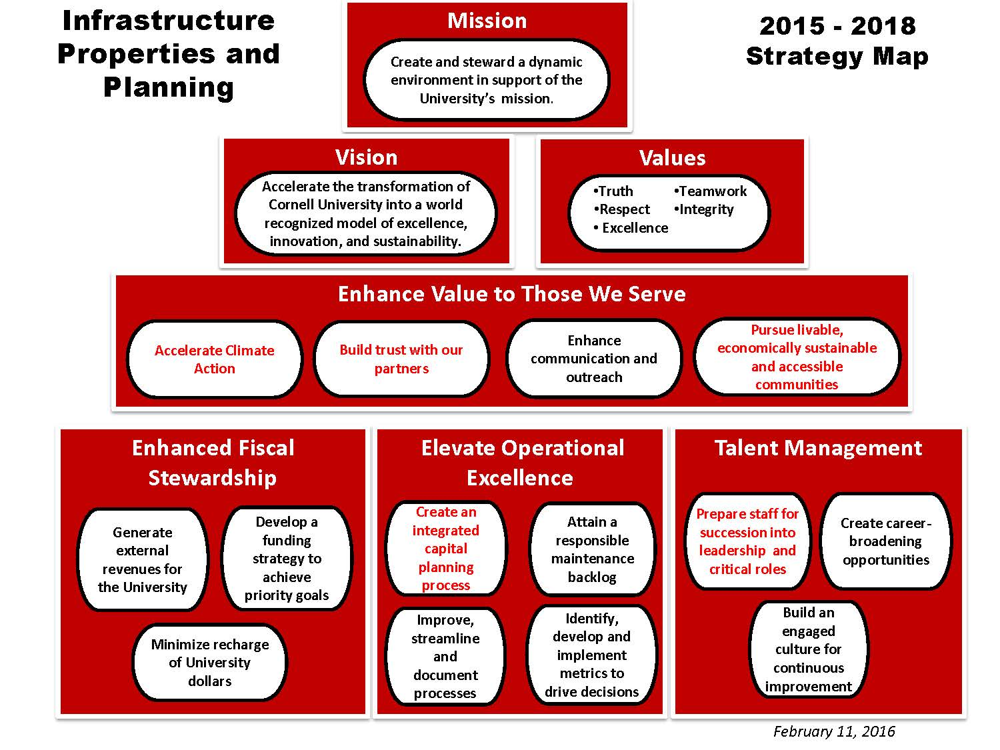 Infrastructure
Properties and
Planning
2015 - 2018
Strategy Map
Mission
Create and steward a dynamic
environment in support of the
University’s mission.
Vision
Accelerate the transformation of
Cornell University into a world
recognized model of excellence,
innovation, and sustainability.
Values
•Truth
•Respect
• Excellence
•Teamwork
•Integrity
Enhance Value to Those We Serve
Accelerate Climate
Action
Build trust with our
partners
Enhance
communication and
outreach
Pursue livable,
economically sustainable
and accessible
communities
Enhanced Fiscal
Stewardship
Generate
external
revenues for
the University
Develop a
funding
strategy to
achieve
priority goals
Minimize recharge
of University
dollars
Elevate Operational
Excellence
Create an
integrated
capital
planning
process
Attain a
responsible
maintenance
backlog
Improve,
streamline
and
document
processes
Identify,
develop and
implement
metrics to
drive decisions
Talent Management
Prepare staff for
succession into
leadership and
critical roles
Create career-
broadening
opportunities
Build an
engaged
culture for
continuous
improvement
February 11, 2016